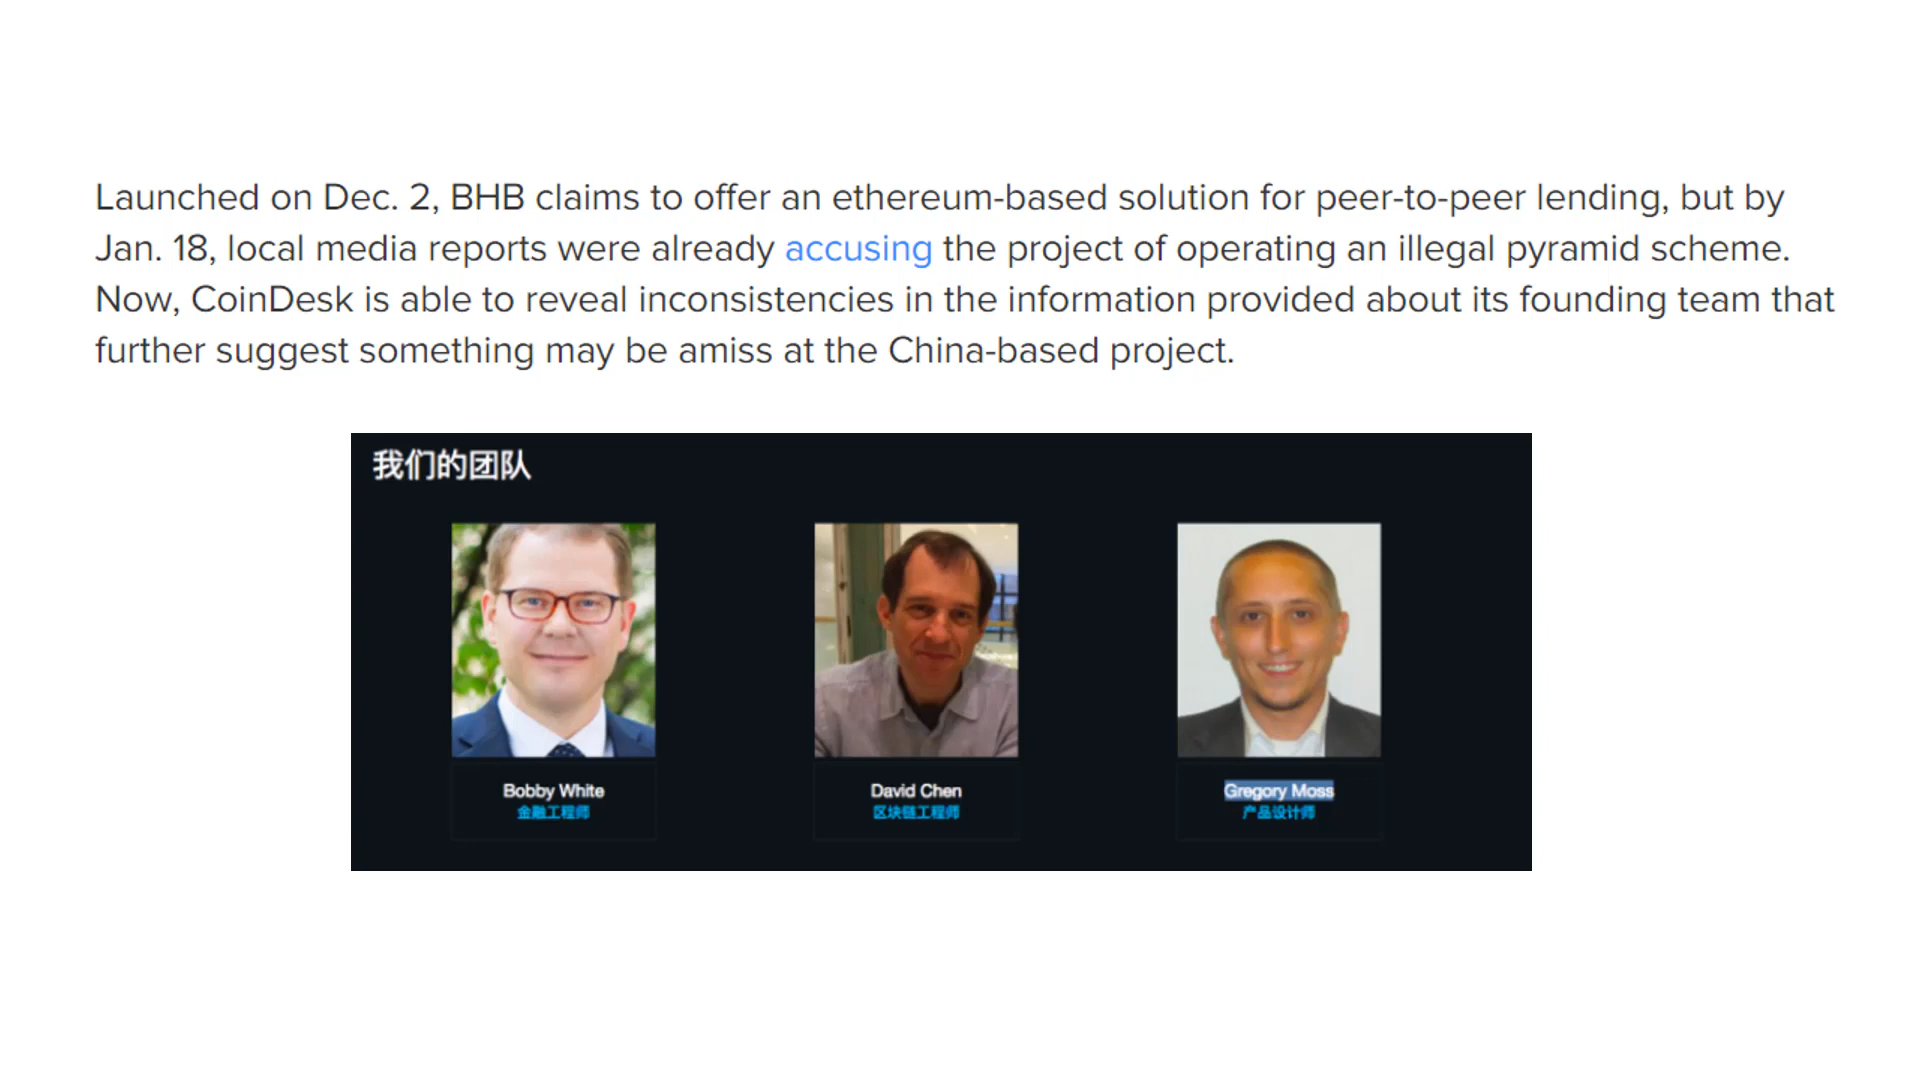 Launched on Dec. 2, BHB claims to offer an ethereum-based solution for peer-to-peer lending, but by
Jan. 18, local media reports were already accusing the project of operating an illegal pyramid scheme.
Now, CoinDesk is able to reveal inconsistencies in the information provided about its founding team that
further suggest something may be amiss at the China-based project.
我们的团队
Bobby White
金融工程师
David Chen
区块链工程师
Gregory Moss
产品设计师